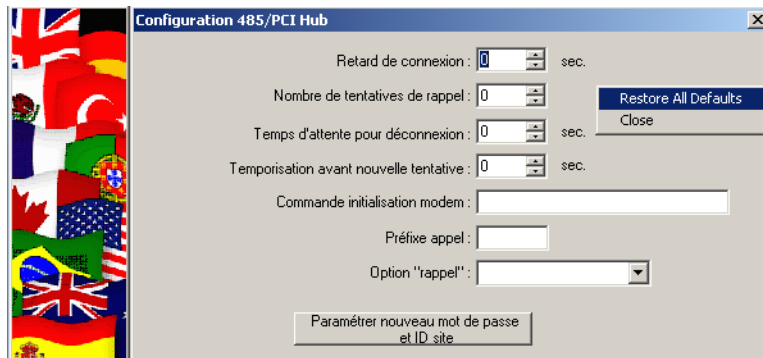 Configuration 485/PCI Hub
Retard de connexion : 0 sec.
Nombre de tentatives de rappel : 0
Restore All Defaults
Close
Temps d'attente pour déconnexion : 0 sec.
Temporisation avant nouvelle tentative : 0 sec.
Commande initialisation modem :
Préfixe appel :
Option "rappel" :
Paramétrer nouveau mot de passe
et ID site